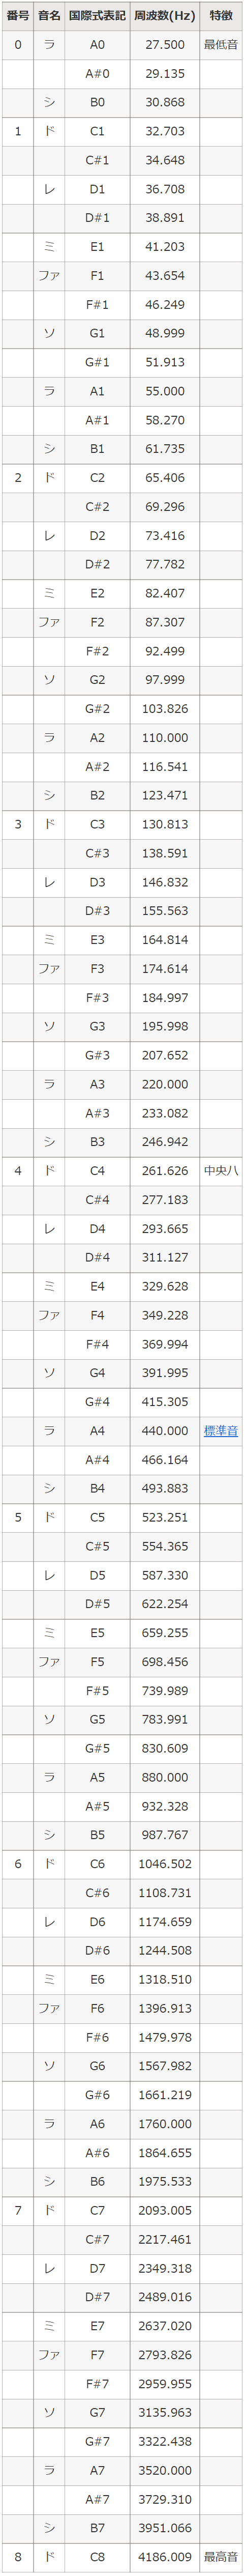 番号 音名 国際式表記 周波数(Hz) 特徴
0 ラ A0 27.500 最低音
A#0 29.135
シ B0 30.868
1 ド C1 32.703
C#1 34.648
レ D1 36.708
D#1 38.891
ミ E1 41.203
ファ F1 43.654
F#1 46.249
ソ G1 48.999
G#1 51.913
ラ A1 55.000
A#1 58.270
シ B1 61.735
2 ド C2 65.406
C#2 69.296
レ D2 73.416
D#2 77.782
ミ E2 82.407
ファ F2 87.307
F#2 92.499
ソ G2 97.999
G#2 103.826
ラ A2 110.000
A#2 116.541
シ B2 123.471
3 ド C3 130.813
C#3 138.591
レ D3 146.832
D#3 155.563
ミ E3 164.814
ファ F3 174.614
F#3 184.997
ソ G3 195.998
G#3 207.652
ラ A3 220.000
A#3 233.082
シ B3 246.942
4 ド C4 261.626 中央八
C#4 277.183
レ D4 293.665
D#4 311.127
ミ E4 329.628
ファ F4 349.228
F#4 369.994
ソ G4 391.995
G#4 415.305
ラ A4 440.000 標準音
A#4 466.164
シ B4 493.883
5 ド C5 523.251
C#5 554.365
レ D5 587.330
D#5 622.254
ミ E5 659.255
ファ F5 698.456
F#5 739.989
ソ G5 783.991
G#5 830.609
ラ A5 880.000
A#5 932.328
シ B5 987.767
6 ド C6 1046.502
C#6 1108.731
レ D6 1174.659
D#6 1244.508
ミ E6 1318.510
ファ F6 1396.913
F#6 1479.978
ソ G6 1567.982
G#6 1661.219
ラ A6 1760.000
A#6 1864.655
シ B6 1975.533
7 ド C7 2093.005
C#7 2217.461
レ D7 2349.318
D#7 2489.016
ミ E7 2637.020
ファ F7 2793.826
F#7 2959.955
ソ G7 3135.963
G#7 3322.438
ラ A7 3520.000
A#7 3729.310
シ B7 3951.066
8 ド C8 4186.009 最高音